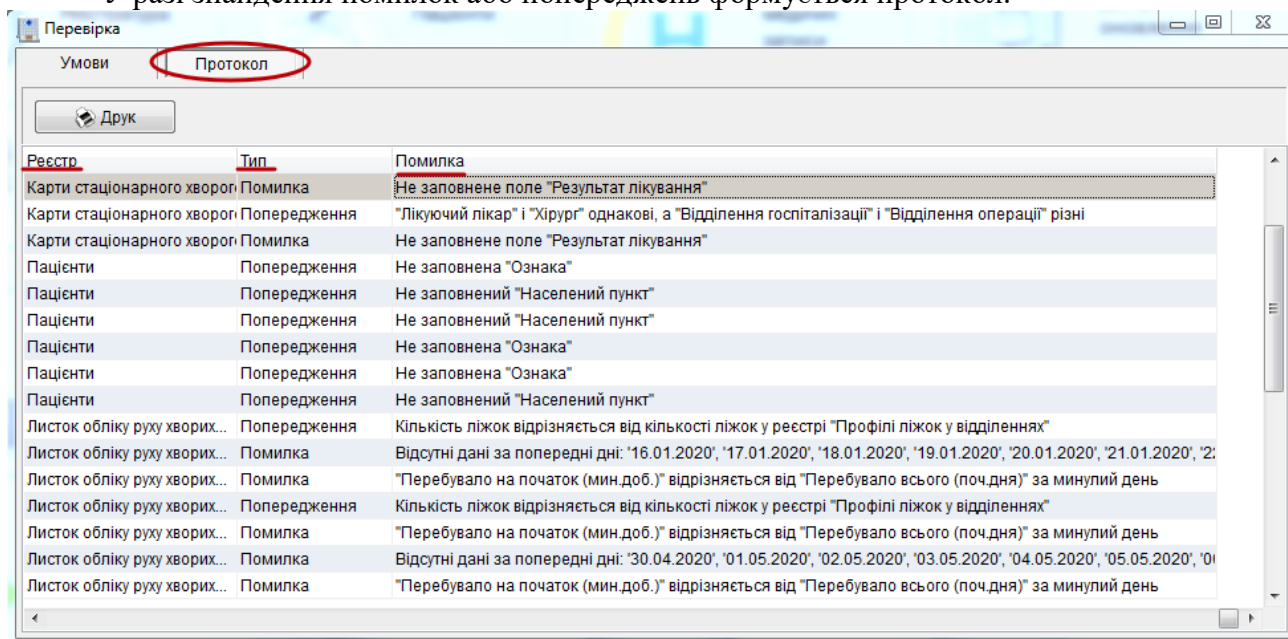 У разі знайдення помилок або попереджень формується протокол.
Перевірка
Умови Протокол
Друк
Реєстр Тип Помилка
Карти стаціонарного хворог Помилка Не заповнене поле "Результат лікування"
Карти стаціонарного хворог Попередження "Лікуючий лікар" і "Хірург" однакові, а "Відділення госпіталізації" і "Відділення операції" різні
Карти стаціонарного хворог Помилка Не заповнене поле "Результат лікування"
Пацієнти Попередження Не заповнена "Ознака"
Пацієнти Попередження Не заповнений "Населений пункт"
Пацієнти Попередження Не заповнений "Населений пункт"
Пацієнти Попередження Не заповнена "Ознака"
Пацієнти Попередження Не заповнена "Ознака"
Пацієнти Попередження Не заповнений "Населений пункт"
Листок обліку руху хворих... Попередження Кількість ліжок відрізняється від кількості ліжок у реєстрі "Профілі ліжок у відділеннях"
Листок обліку руху хворих... Помилка Відсутні дані за попередні дні: '16.01.2020', '17.01.2020', '18.01.2020', '19.01.2020', '20.01.2020', '21.01.2020', '2
Листок обліку руху хворих... Помилка "Перебувало на початок (мин.доб.)" відрізняється від "Перебувало всього (поч.дня)" за минулий день
Листок обліку руху хворих... Попередження Кількість ліжок відрізняється від кількості ліжок у реєстрі "Профілі ліжок у відділеннях"
Листок обліку руху хворих... Помилка "Перебувало на початок (мин.доб.)" відрізняється від "Перебувало всього (поч.дня)" за минулий день
Листок обліку руху хворих... Помилка Відсутні дані за попередні дні: '30.04.2020', '01.05.2020', '02.05.2020', '03.05.2020', '04.05.2020', '05.05.2020', '0
Листок обліку руху хворих... Помилка "Перебувало на початок (мин.доб.)" відрізняється від "Перебувало всього (поч.дня)" за минулий день